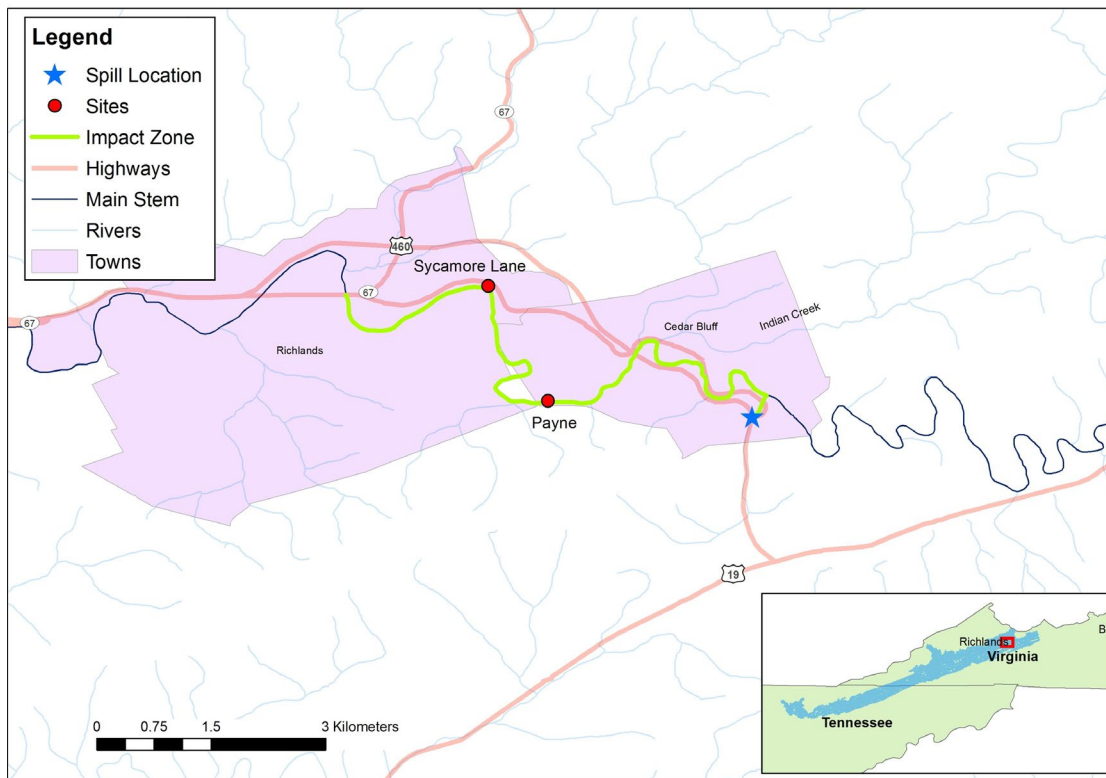 Legend
Spill Location
Sites
Impact Zone
Highways
Main Stem
Rivers
Towns
67
460
Sycamore Lane
67
67
Richlands
Cedar Bluff
Indian Creek
Payne
19
0 0.75 1.5 3 Kilometers
Richlands
B
Virginia
Tennessee